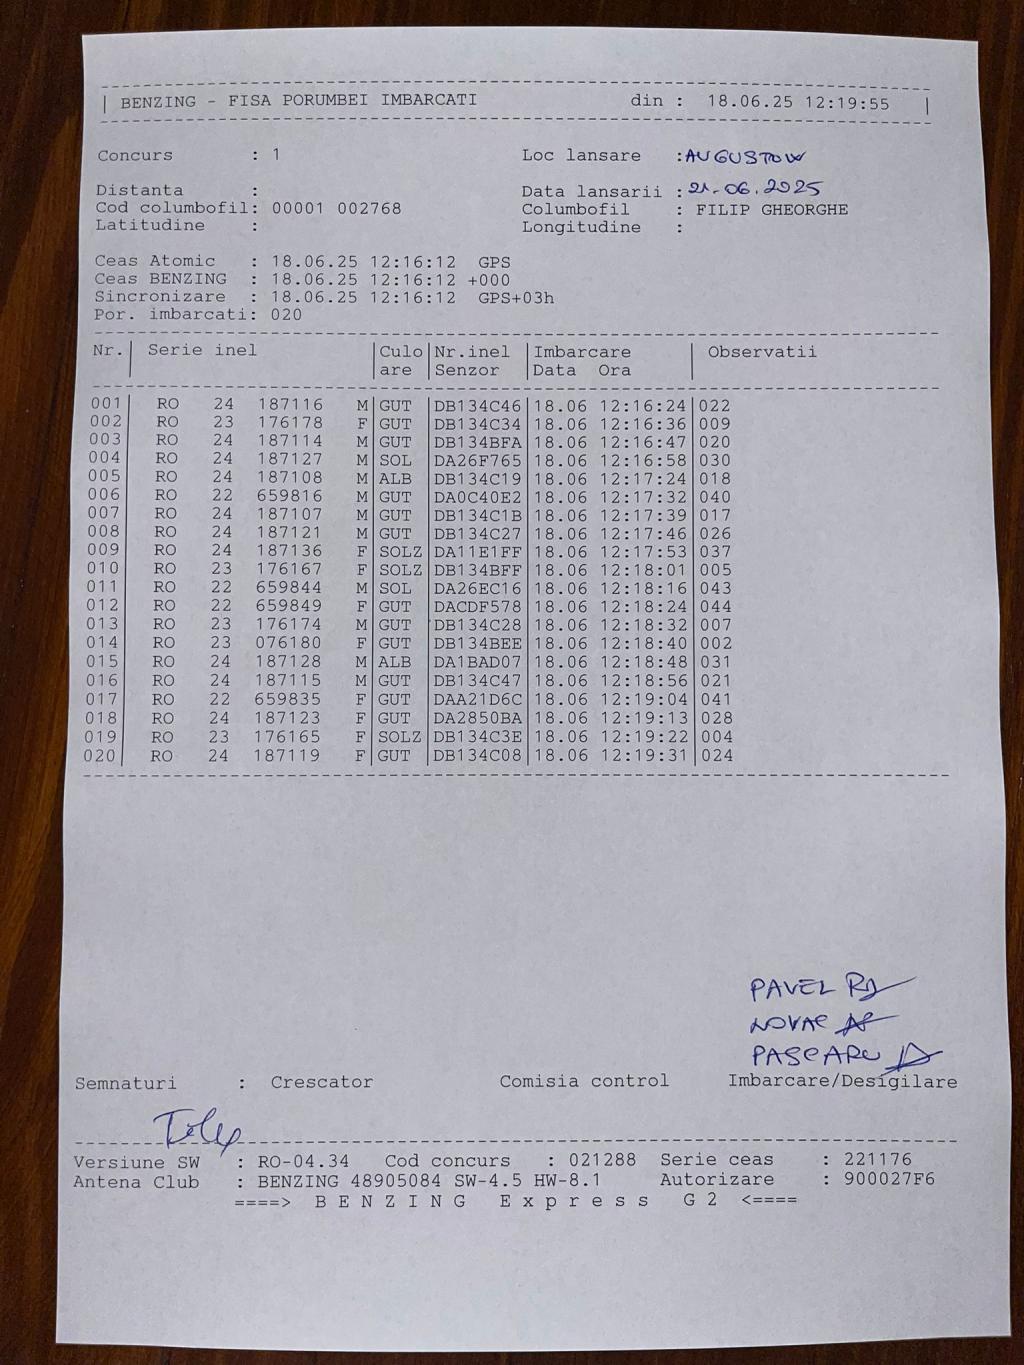 BENZING - FISA PORUMBEI IMBARCATI din : 18.06.25 12:19:55
Concurs : 1 Loc lansare : AUGUSTOW
Distanta : Data lansarii : 21.06.2025
Cod columbofil: 00001 002768 Columbofil : FILIP GHEORGHE
Latitudine : Longitudine :
Ceas Atomic : 18.06.25 12:16:12 GPS
Ceas BENZING : 18.06.25 12:16:12 +000
Sincronizare : 18.06.25 12:16:12 GPS+03h
Por. imbarcati: 020
Nr. | Serie inel | Culo | Nr.inel | Imbarcare | Observatii
are | Senzor | Data Ora
001 RO 24 187116 M GUT DB134C46 18.06 12:16:24 022
002 RO 23 176178 F GUT DB134C34 18.06 12:16:36 009
003 RO 24 187114 M GUT DB134BFA 18.06 12:16:47 020
004 RO 24 187127 M SOL DA26F765 18.06 12:16:58 030
005 RO 24 187108 M ALB DB134C19 18.06 12:17:24 018
006 RO 22 659816 M GUT DA0C40E2 18.06 12:17:32 040
007 RO 24 187107 M GUT DB134C1B 18.06 12:17:39 017
008 RO 24 187121 M GUT DB134C27 18.06 12:17:46 026
009 RO 24 187136 F SOLZ DA11E1FF 18.06 12:17:53 037
010 RO 23 176167 F SOLZ DB134BFF 18.06 12:18:01 005
011 RO 22 659844 M SOL DA26EC16 18.06 12:18:16 043
012 RO 22 659849 F GUT DACDF578 18.06 12:18:24 044
013 RO 23 176174 M GUT DB134C28 18.06 12:18:32 007
014 RO 23 076180 F GUT DB134BEE 18.06 12:18:40 002
015 RO 24 187128 M ALB DA1BAD07 18.06 12:18:48 031
016 RO 24 187115 M GUT DB134C47 18.06 12:18:56 021
017 RO 22 659835 F GUT DAA21D6C 18.06 12:19:04 041
018 RO 24 187123 F GUT DA2850BA 18.06 12:19:13 028
019 RO 23 176165 F SOLZ DB134C3E 18.06 12:19:22 004
020 RO 24 187119 F GUT DB134C08 18.06 12:19:31 024
PAVEL
NOVAC
PASCARU
Semnaturi : Crescator Comisia control Imbarcare/Desigilare
Versiune SW : RO-04.34 Cod concurs : 021288 Serie ceas : 221176
Antena Club : BENZING 48905084 SW-4.5 HW-8.1 Autorizare : 900027F6
====> B E N Z I N G E x p r e s s G 2 <====